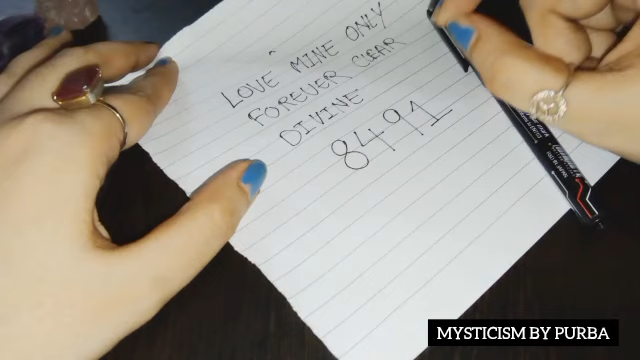 LOVE MINE ONLY
FOREVER CLEAR
DIVINE
8491
MYSTICISM BY PURBA